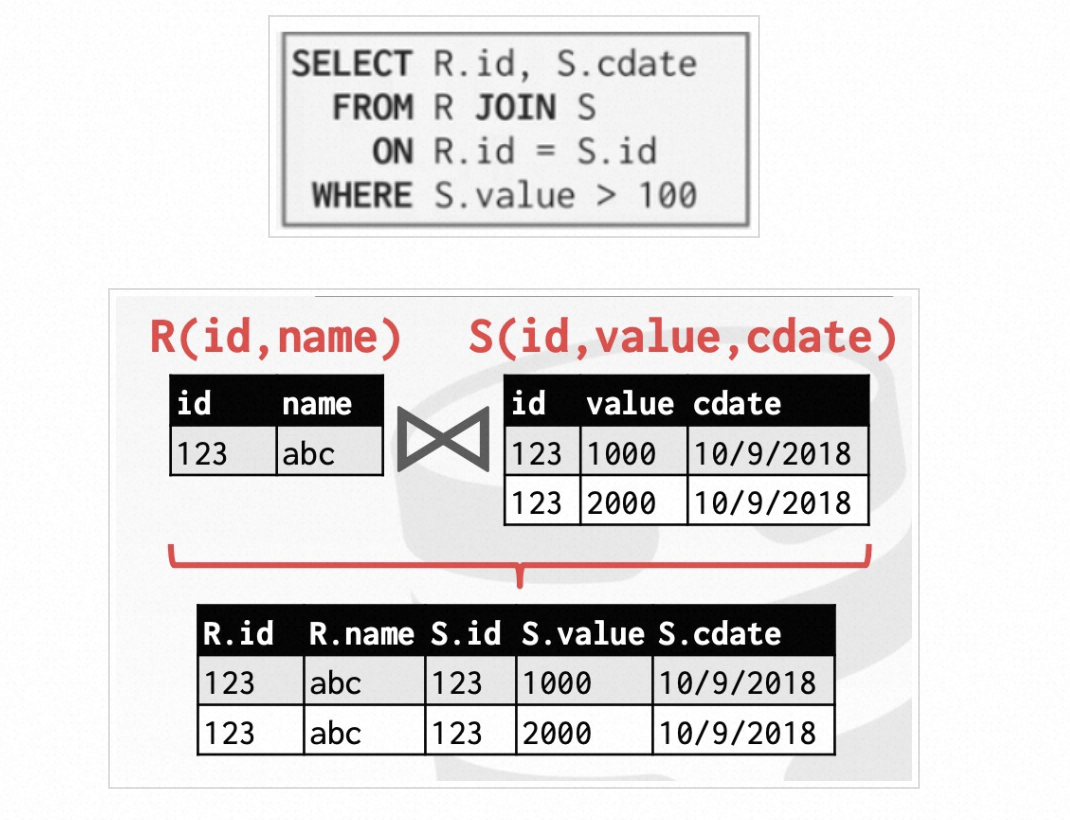 SELECT R.id, S.cdate
FROM R JOIN S
ON R.id = S.id
WHERE S.value > 100
R(id,name) S(id,value,cdate)
id name id value cdate
123 abc 123 1000 10/9/2018
123 2000 10/9/2018
R.id R.name S.id S.value S.cdate
123 abc 123 1000 10/9/2018
123 abc 123 2000 10/9/2018